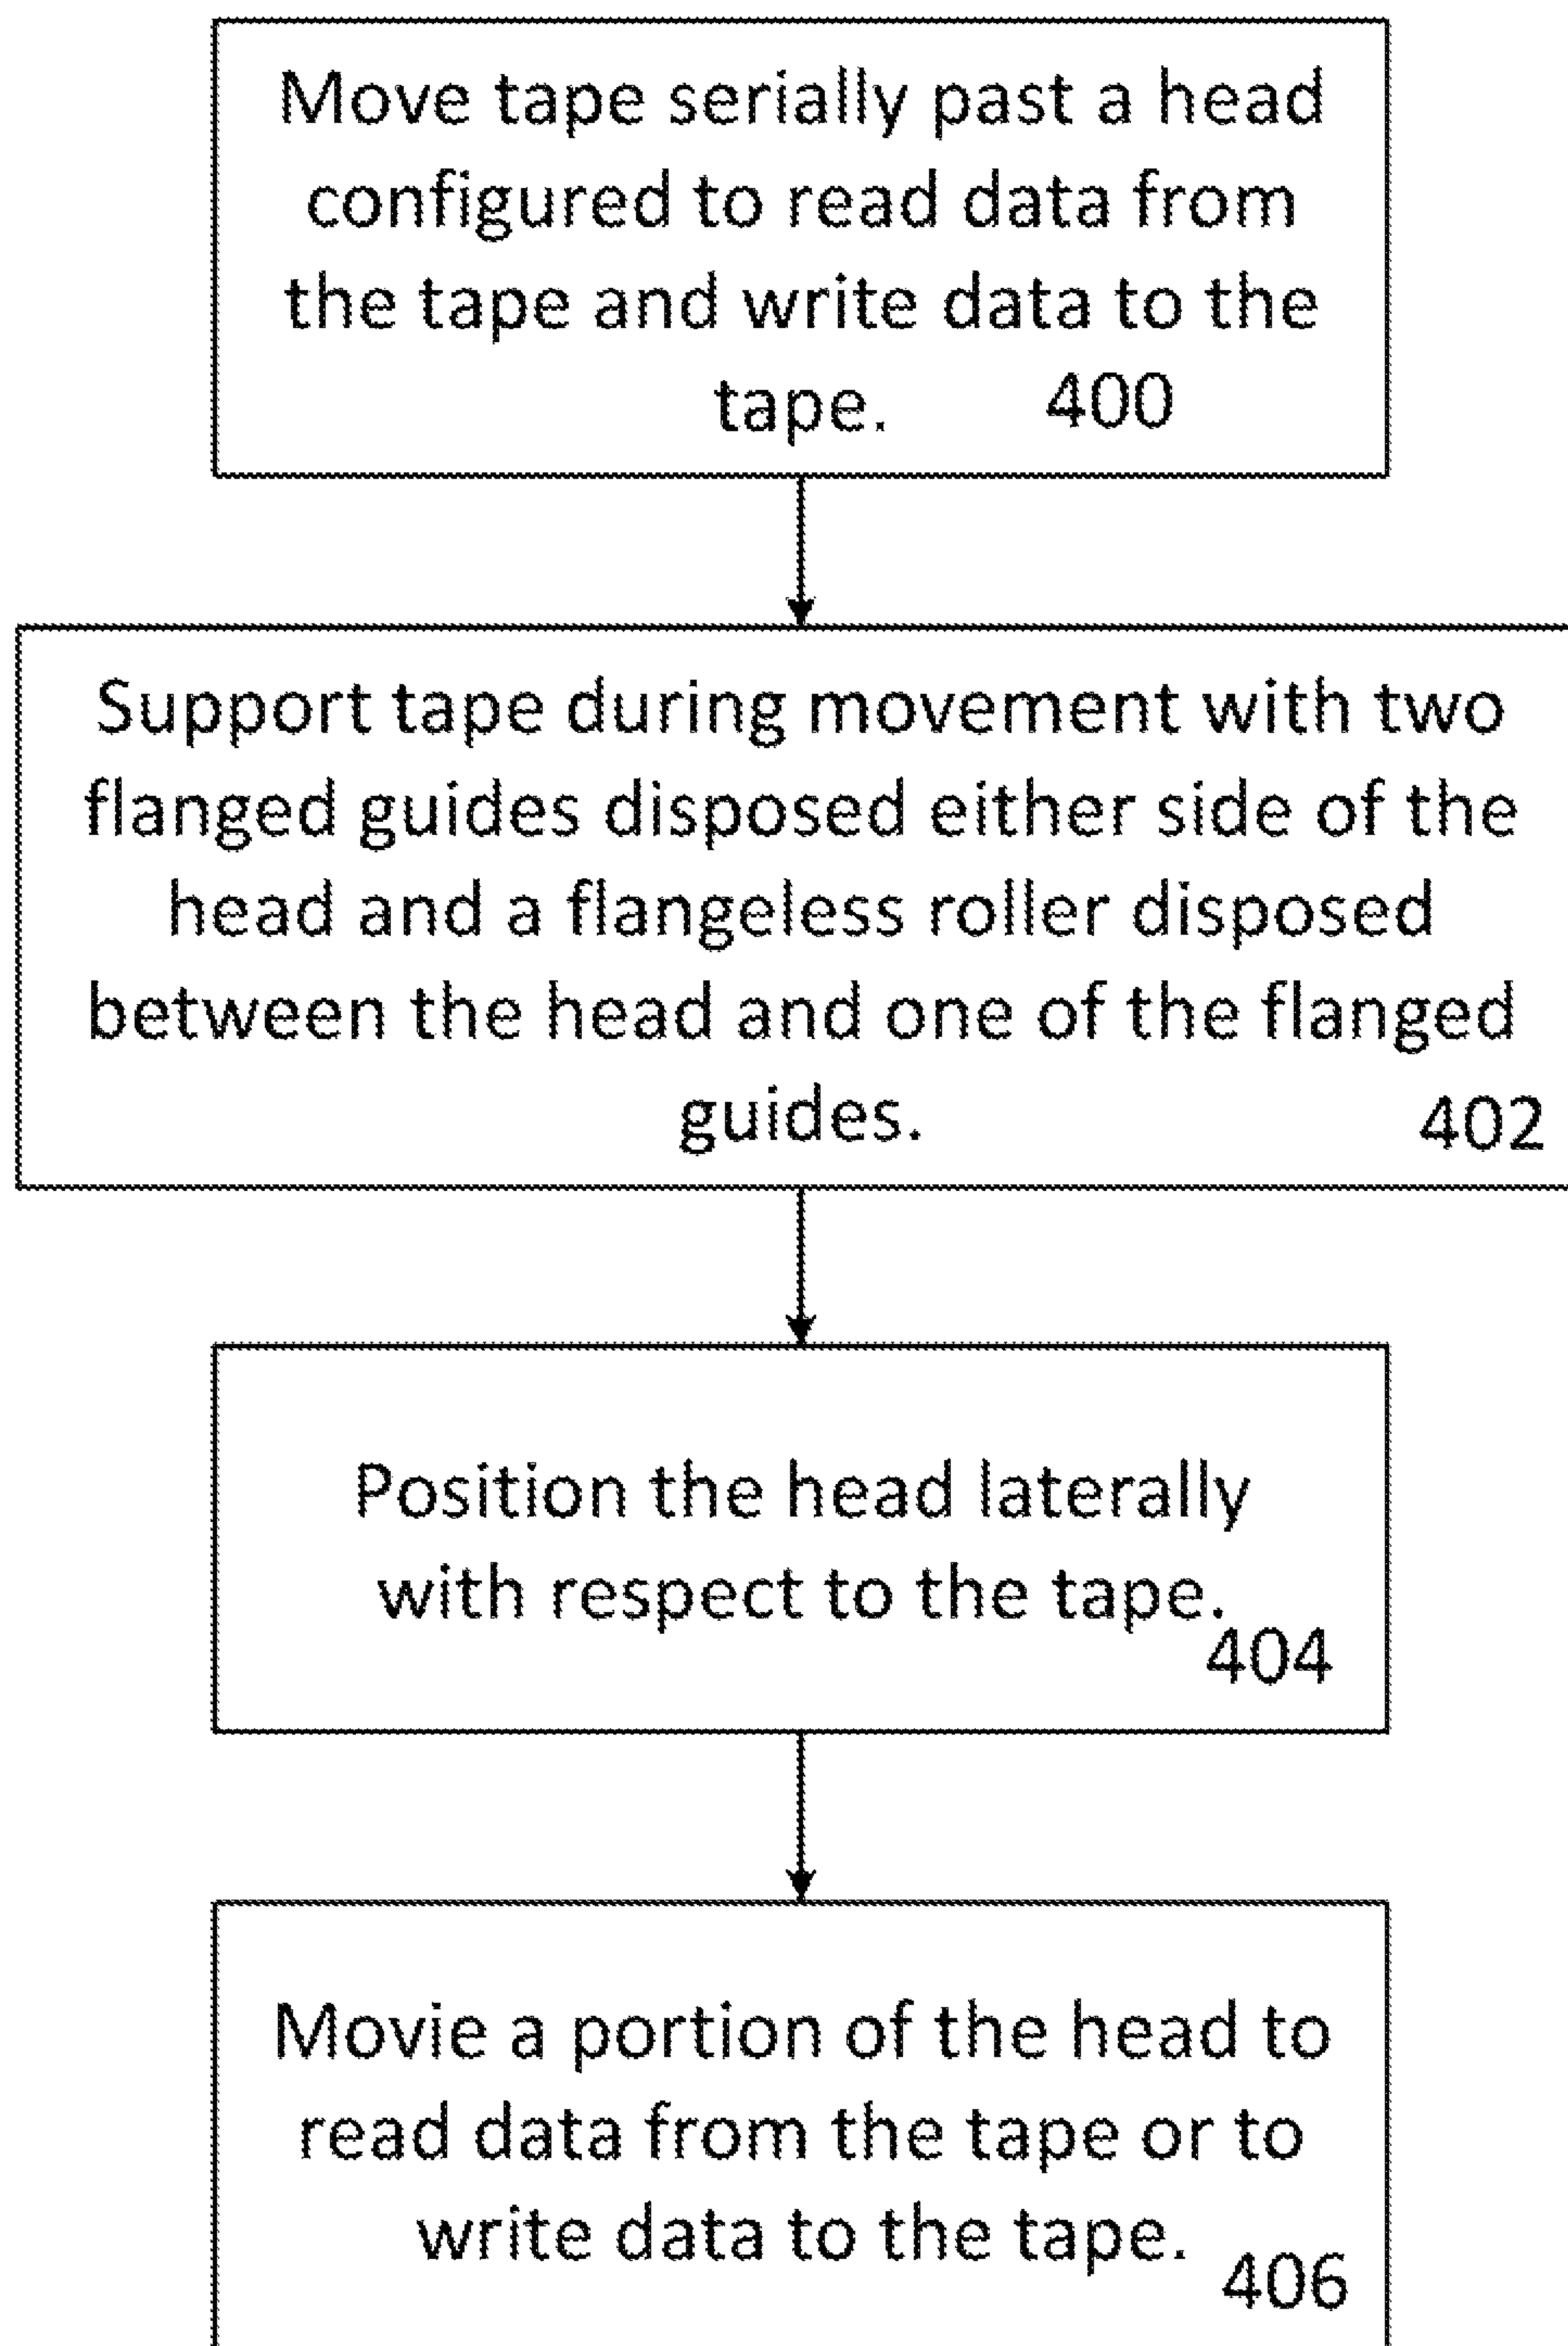 Move tape serially past a head
configured to read data from
the tape and write data to the
tape. 400
Support tape during movement with two
flanged guides disposed either side of the
head and a flangeless roller disposed
between the head and one of the flanged
guides. 402
Position the head laterally
with respect to the tape.
404
Movie a portion of the head to
read data from the tape or to
write data to the tape.
406